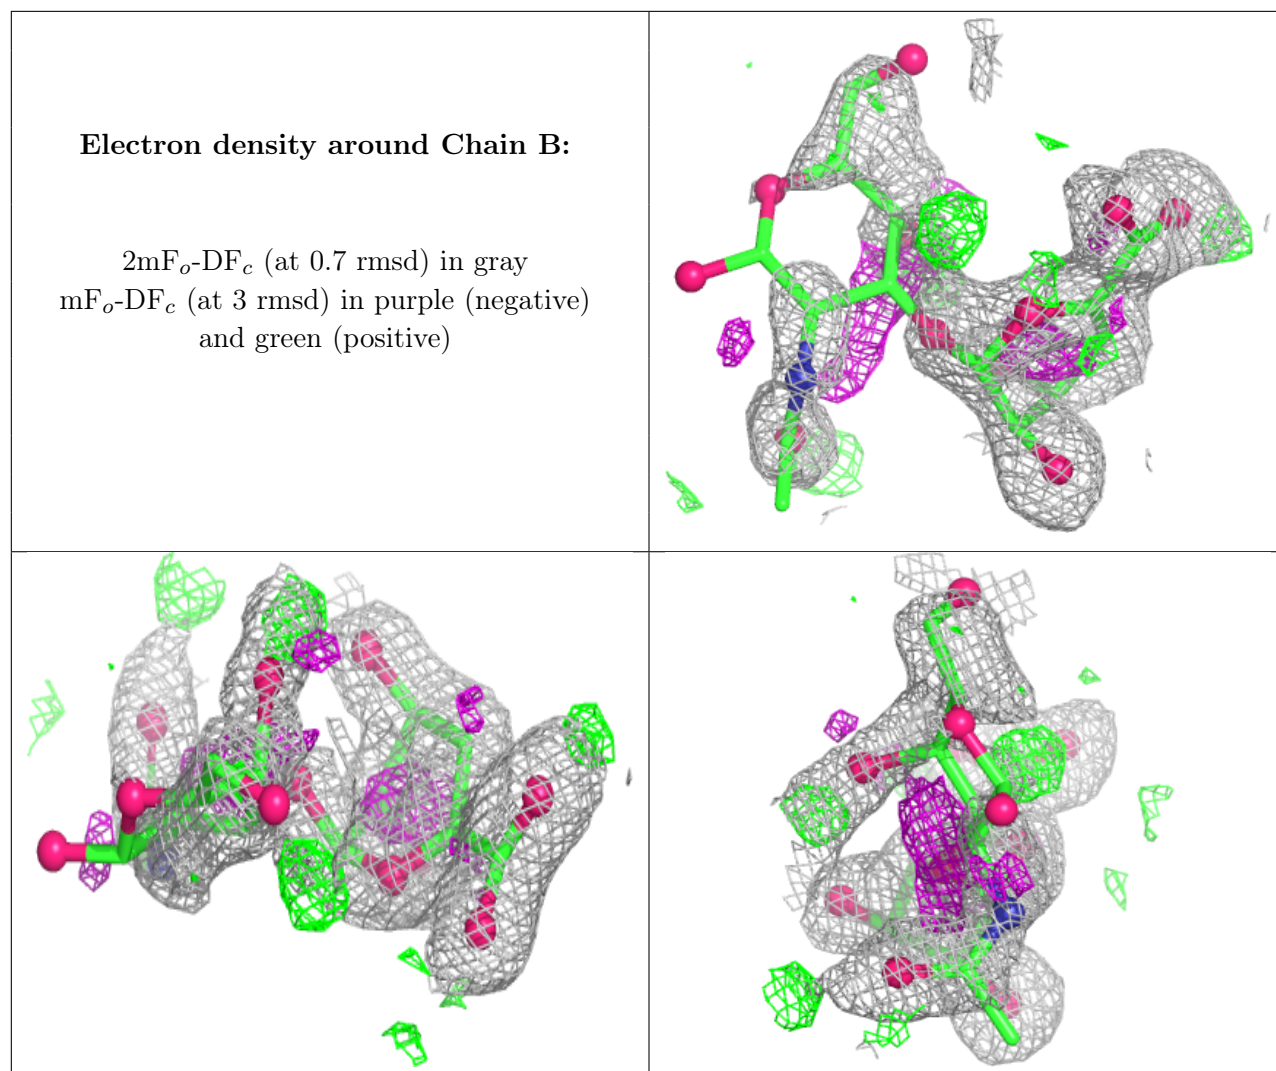 Electron density around Chain B:
2mFₒ-DF𝑐 (at 0.7 rmsd) in gray
mFₒ-DF𝑐 (at 3 rmsd) in purple (negative)
and green (positive)